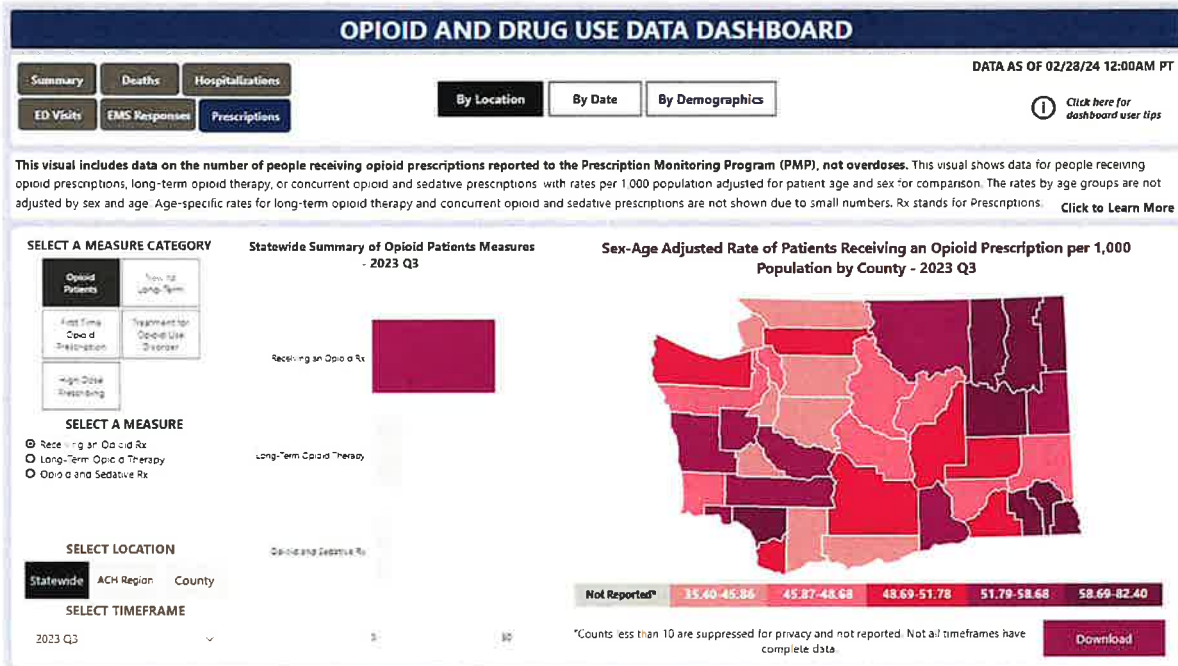 OPIOID AND DRUG USE DATA DASHBOARD
Summary
Deaths
Hospitalizations
ED Visits
EMS Responses
Prescriptions
By Location
By Date
By Demographics
DATA AS OF 02/28/24 12:00AM PT
Click here for
dashboard user tips
This visual includes data on the number of people receiving opioid prescriptions reported to the Prescription Monitoring Program (PMP), not overdoses. This visual shows data for people receiving
opioid prescriptions, long-term opioid therapy, or concurrent opioid and sedative prescriptions with rates per 1,000 population adjusted for patient age and sex for comparison. The rates by age groups are not
adjusted by sex and age. Age-specific rates for long-term opioid therapy and concurrent opioid and sedative prescriptions are not shown due to small numbers. Rx stands for Prescriptions.
Click to Learn More
SELECT A MEASURE CATEGORY
Opioid
Patients
Long-Term
First Time
Opioid
Prescription
Treatment for
Opioid Use
Disorder
High Dose
Prescribing
SELECT A MEASURE
Receiving an Opioid Rx
Long-Term Opioid Therapy
Opioid and Sedative Rx
SELECT LOCATION
Statewide
ACH Region
County
SELECT TIMEFRAME
2023 Q3
Statewide Summary of Opioid Patients Measures
- 2023 Q3
Receiving an Opioid Rx
Long-Term Opioid Therapy
Opioid and Sedative Rx
Sex-Age Adjusted Rate of Patients Receiving an Opioid Prescription per 1,000
Population by County - 2023 Q3
Not Reported*
35.40-45.86
45.87-48.68
48.69-51.78
51.79-58.68
58.69-82.40
*Counts less than 10 are suppressed for privacy and not reported. Not all timeframes have
complete data.
Download